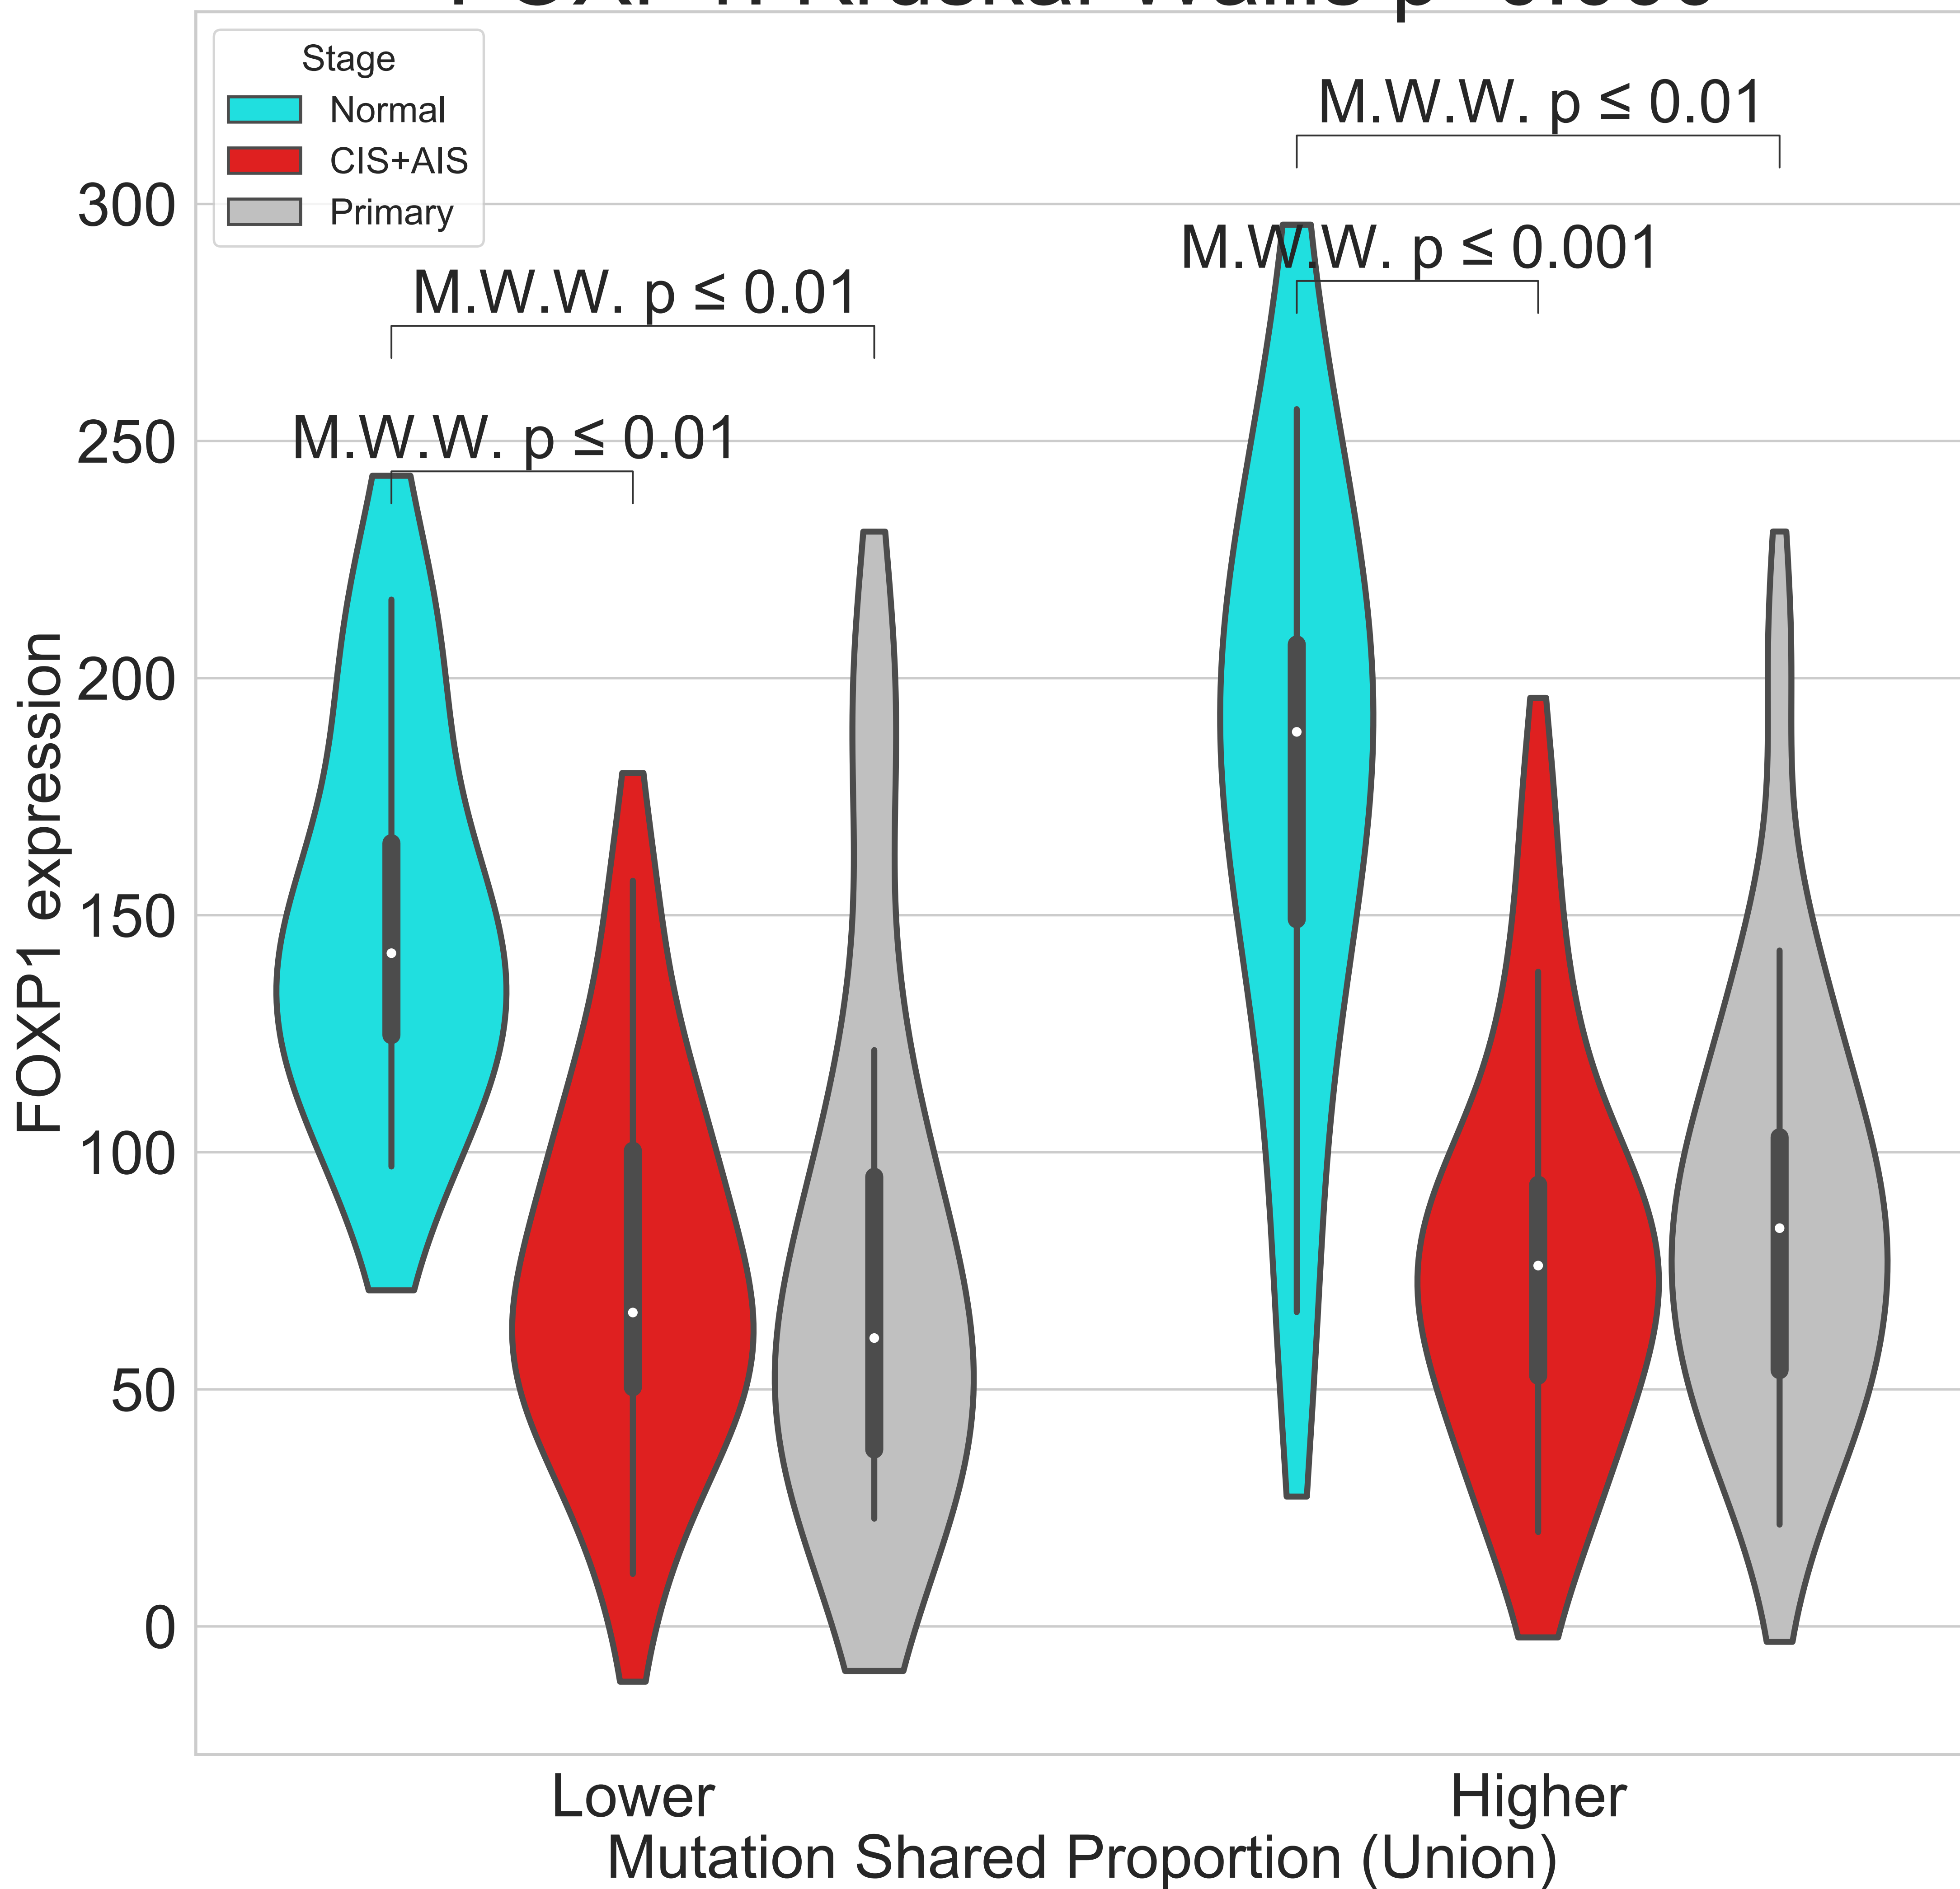 Stage
Normal
CIS+AIS
Primary
M.W.W. p ≤ 0.01
M.W.W. p ≤ 0.001
M.W.W. p ≤ 0.01
M.W.W. p ≤ 0.01
300
250
200
150
100
50
0
FOXP1 expression
Lower
Higher
Mutation Shared Proportion (Union)